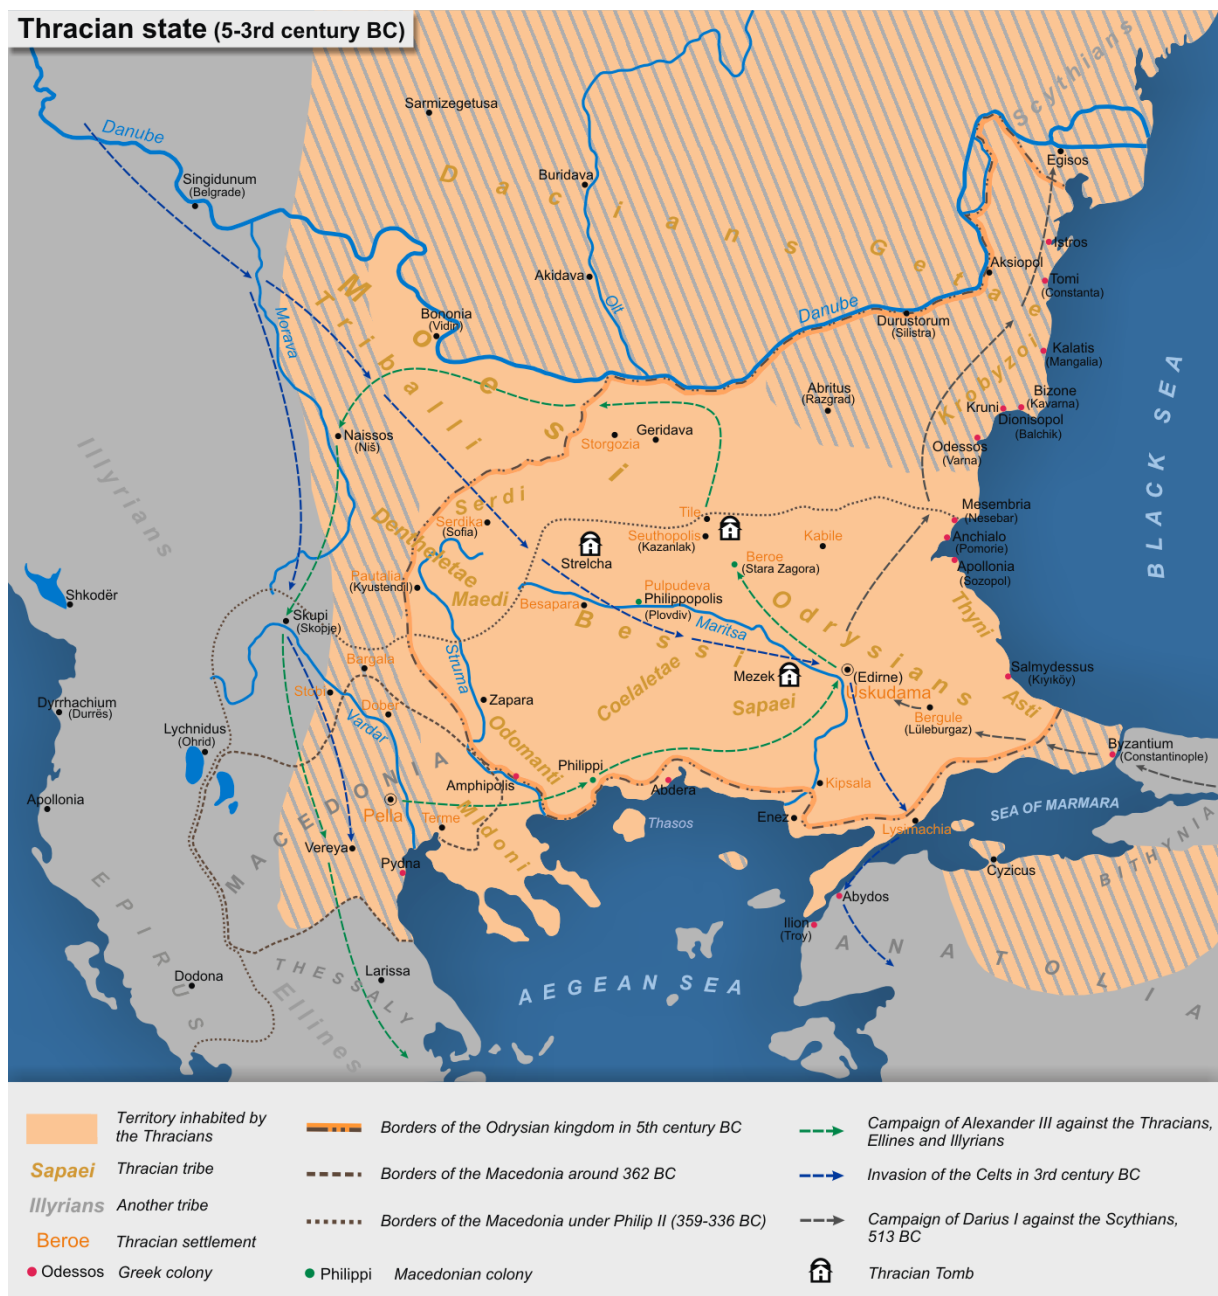 Thracian state (5-3rd century BC)
Scythians
Sarmizegetusa
Danube
Egisos
Buridava
Dacians
Singidunum
(Belgrade)
Getae
Istros
Aksiopol
Akidava
Tomi
(Constanta)
Olt
Danube
Moesi
Tribalii
Morava
Bononia
(Vidin)
Durustorum
(Silistra)
Krobyzoi
Kalatis
(Mangalia)
Abritus
(Razgrad)
Bizone
(Kavarna)
Kruni
Dionisopol
(Balchik)
BLACK SEA
Naissos
(Niš)
Geridava
Storgozia
Odessos
(Varna)
Illyrians
Serdi
Serdika
(Sofia)
Dentheletae
Tile
Seuthopolis
(Kazanlak)
Kabile
Mesembria
(Nesebar)
Anchialo
(Pomorie)
Apollonia
(Sozopol)
Strelcha
Beroe
(Stara Zagora)
Pautalia
(Kyustendil)
Maedi
Besapara
Pulpudeva
Philippopolis
(Plovdiv)
Shkodër
Skupi
(Skopje)
Bessi
Maritsa
Odrysians
Thyni
Bargala
Struma
Coelaletae
Mezek
(Edirne)
Uskudama
Salmydessus
(Kıyıköy)
Stobi
Dober
Zapara
Sapaei
Bergule
(Lüleburgaz)
Asti
Dyrrhachium
(Durrës)
Lychnidus
(Ohrid)
Vardar
Odomanti
Byzantium
(Constantinople)
Philippi
Amphipolis
Abdera
Kipsala
Apollonia
MACEDONIA
Pella
Terme
Midoni
Thasos
Enez
Lysimachia
SEA OF MARMARA
Vereya
Pydna
BITHYNIA
Cyzicus
EPIRUS
Abydos
Ilion
(Troy)
ANATOLIA
Dodona
THESSALY
Larissa
Ellines
AEGEAN SEA
Territory inhabited by
the Thracians
Sapaei Thracian tribe
Illyrians Another tribe
Beroe Thracian settlement
Odessos Greek colony
Borders of the Odrysian kingdom in 5th century BC
Borders of the Macedonia around 362 BC
Borders of the Macedonia under Philip II (359-336 BC)
Philippi Macedonian colony
Campaign of Alexander III against the Thracians,
Ellines and Illyrians
Invasion of the Celts in 3rd century BC
Campaign of Darius I against the Scythians,
513 BC
Thracian Tomb